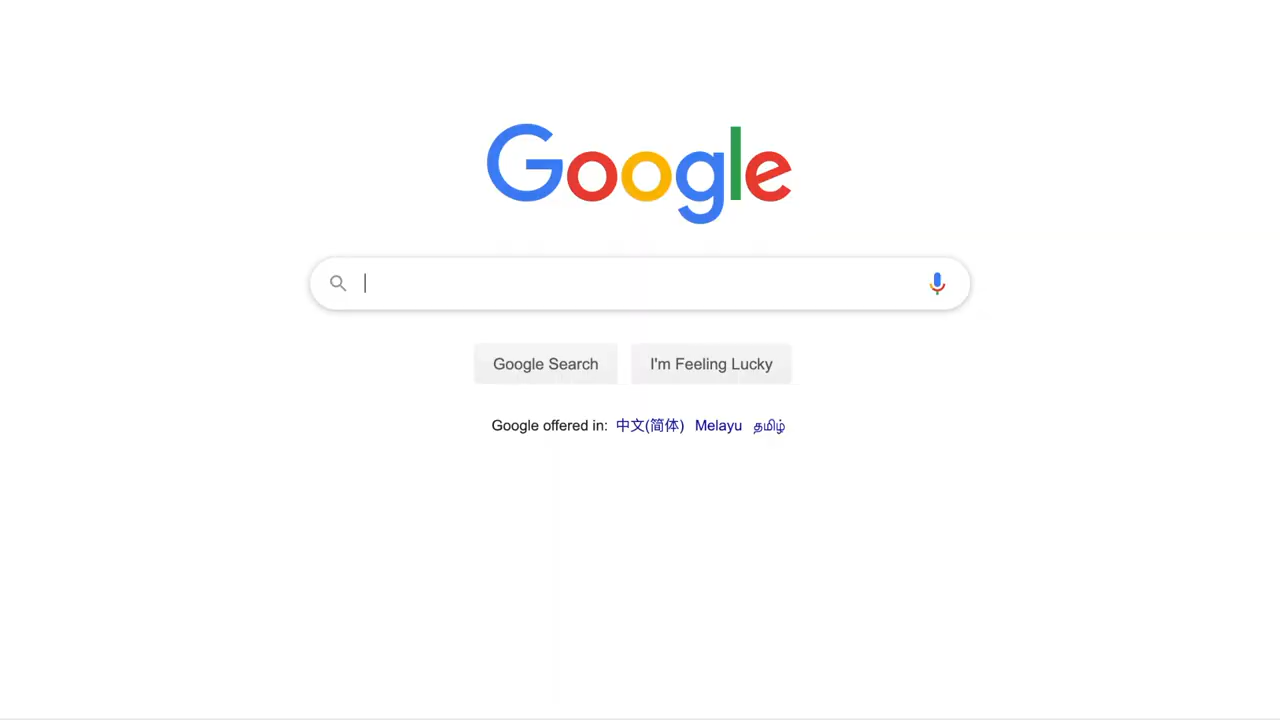 Google
Google Search I'm Feeling Lucky
Google offered in: 中文(简体) Melayu தமிழ்